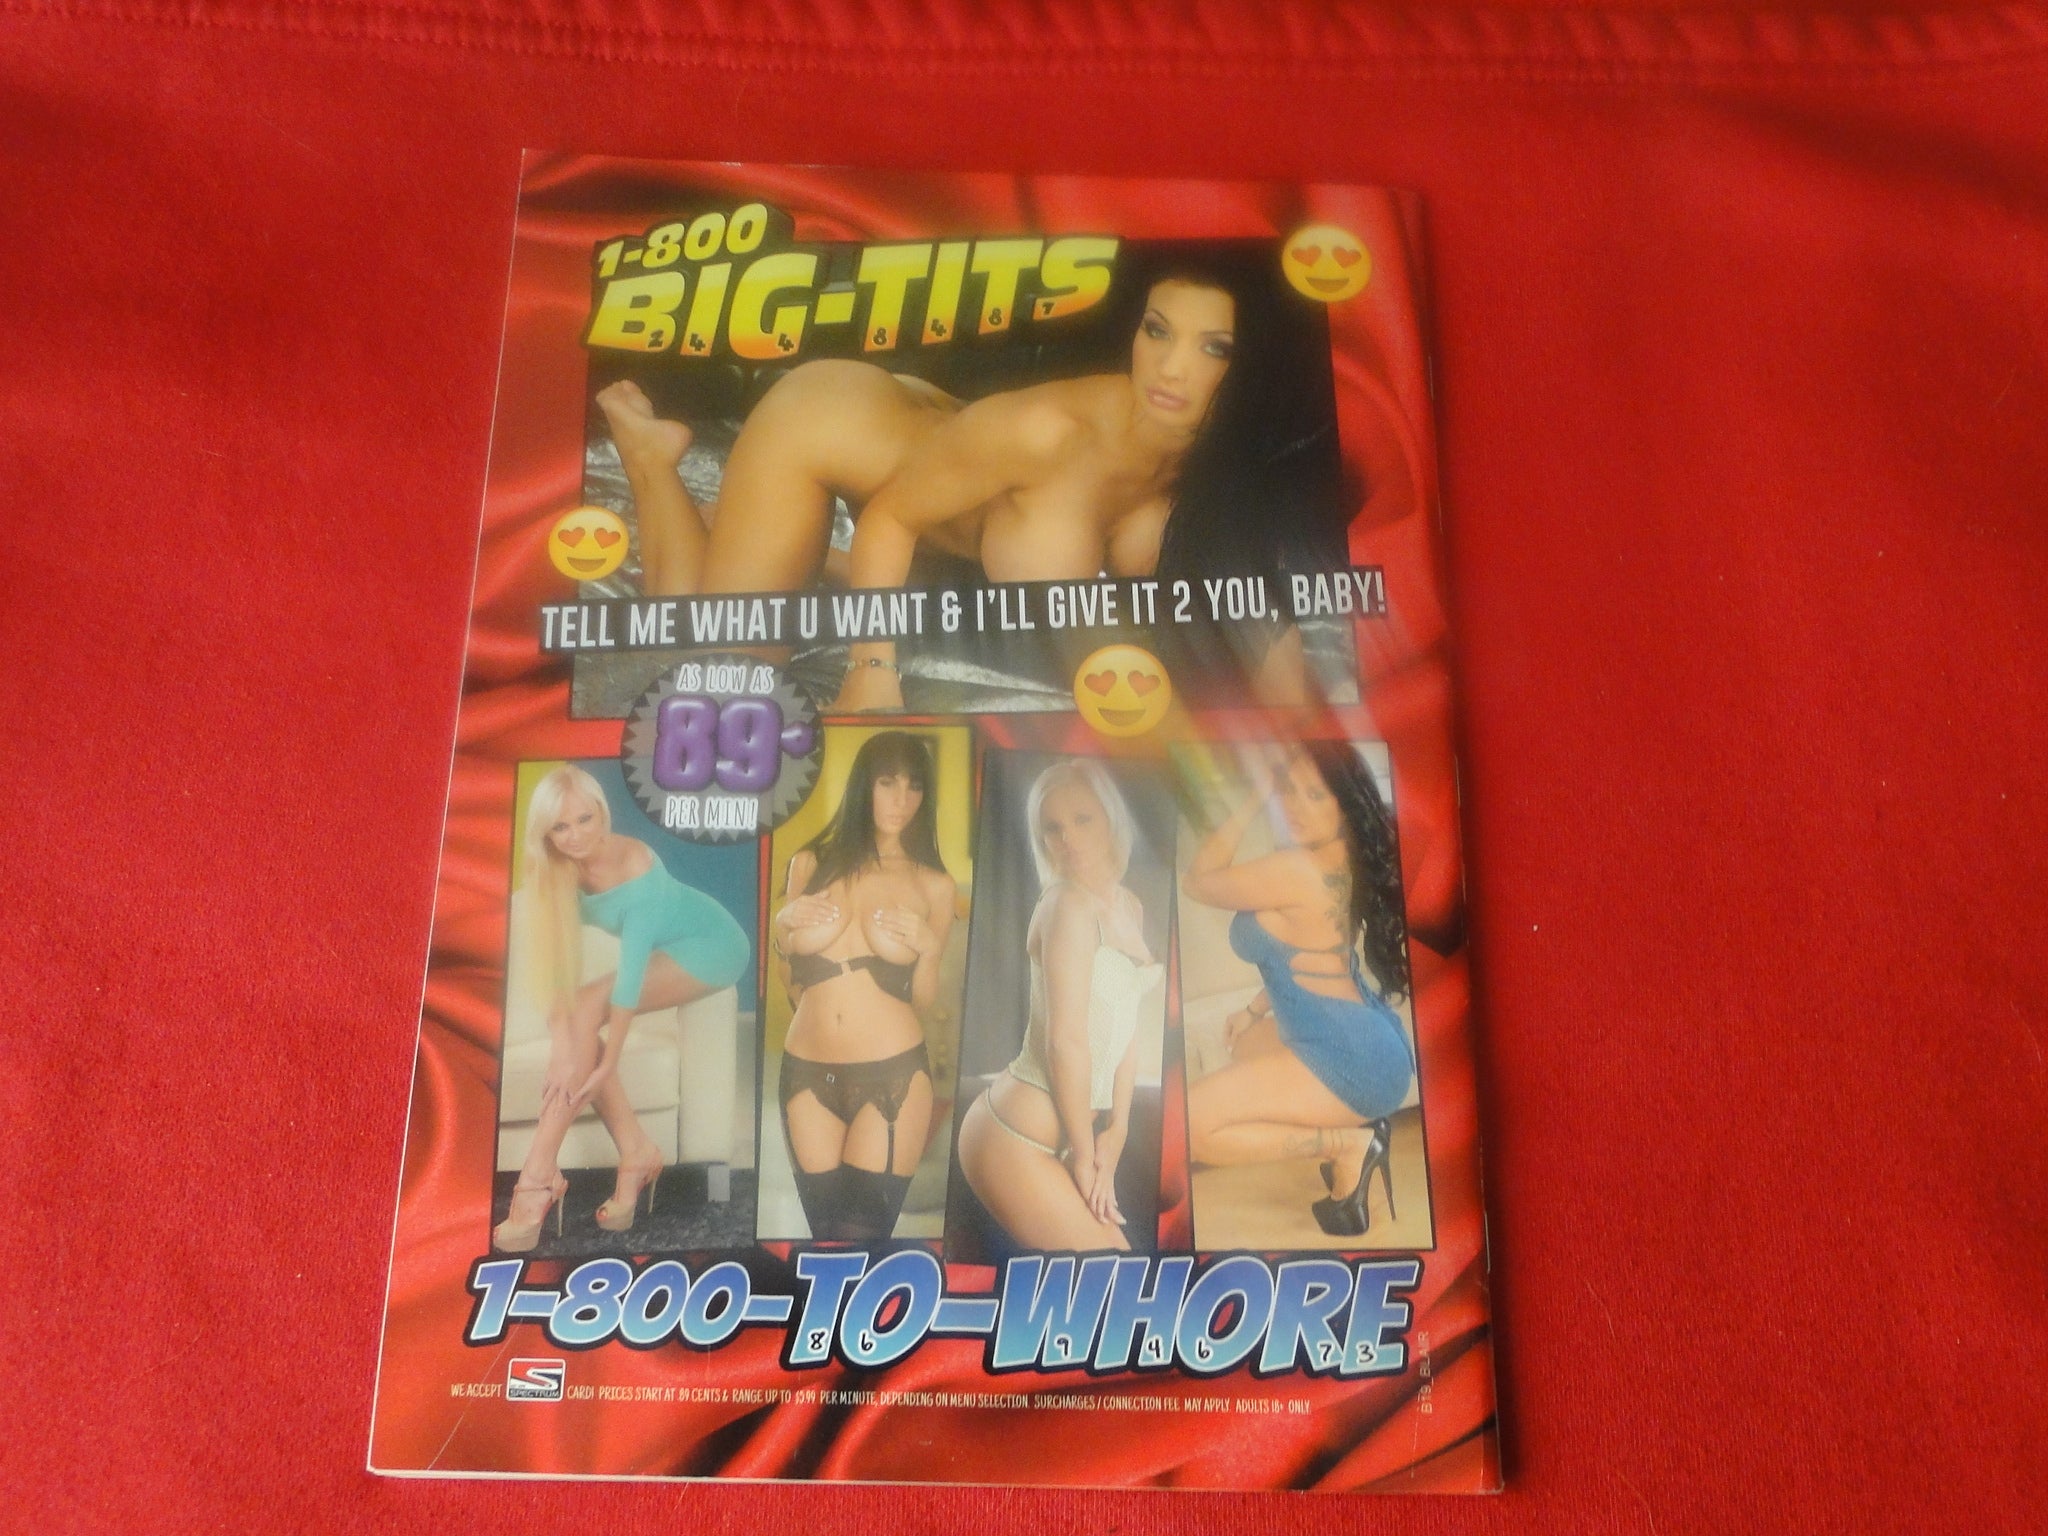 1-800
BIG-TITS
2 4 4 8 4 8 7
TELL ME WHAT U WANT & I'LL GIVE IT 2 YOU, BABY!
AS LOW AS
89¢
PER MIN!
1-800-TO-WHORE
8 6 9 4 6 7 3
WE ACCEPT SPECTRUM CARD! PRICES START AT .89 CENTS & RANGE UP TO $5.99 PER MINUTE, DEPENDING ON MENU SELECTION. SURCHARGES / CONNECTION FEE MAY APPLY. ADULTS 18+ ONLY.
B19_BLAIR